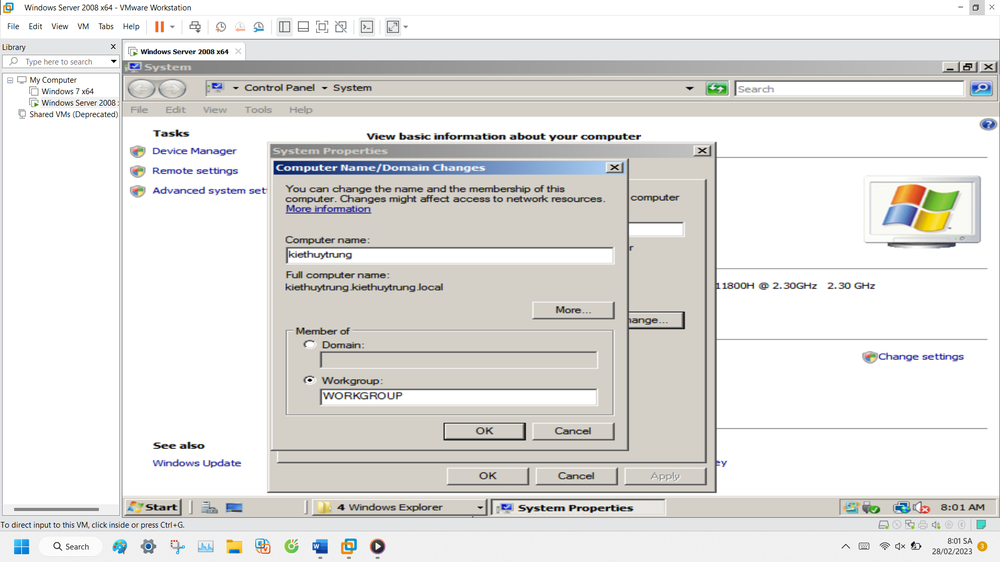 Windows Server 2008 x64 - VMware Workstation
File Edit View VM Tabs Help
Library
Type here to search
My Computer
Windows 7 x64
Windows Server 2008
Shared VMs (Deprecated)
Windows Server 2008 x64
System
Control Panel System
Search
File Edit View Tools Help
Tasks
Device Manager
Remote settings
Advanced system set
View basic information about your computer
System Properties
Computer Name/Domain Changes
You can change the name and the membership of this
computer. Changes might affect access to network resources.
More information
computer
Computer name:
kiethuytrung
r
Full computer name:
kiethuytrung.kiethuytrung.local
11800H @ 2.30GHz 2.30 GHz
More...
hange...
Member of
Domain:
Workgroup:
WORKGROUP
OK Cancel
Change settings
See also
Windows Update
ey
OK Cancel Apply
Start
4 Windows Explorer
System Properties
8:01 AM
To direct input to this VM, click inside or press Ctrl+G.
Search
8:01 SA
28/02/2023
3